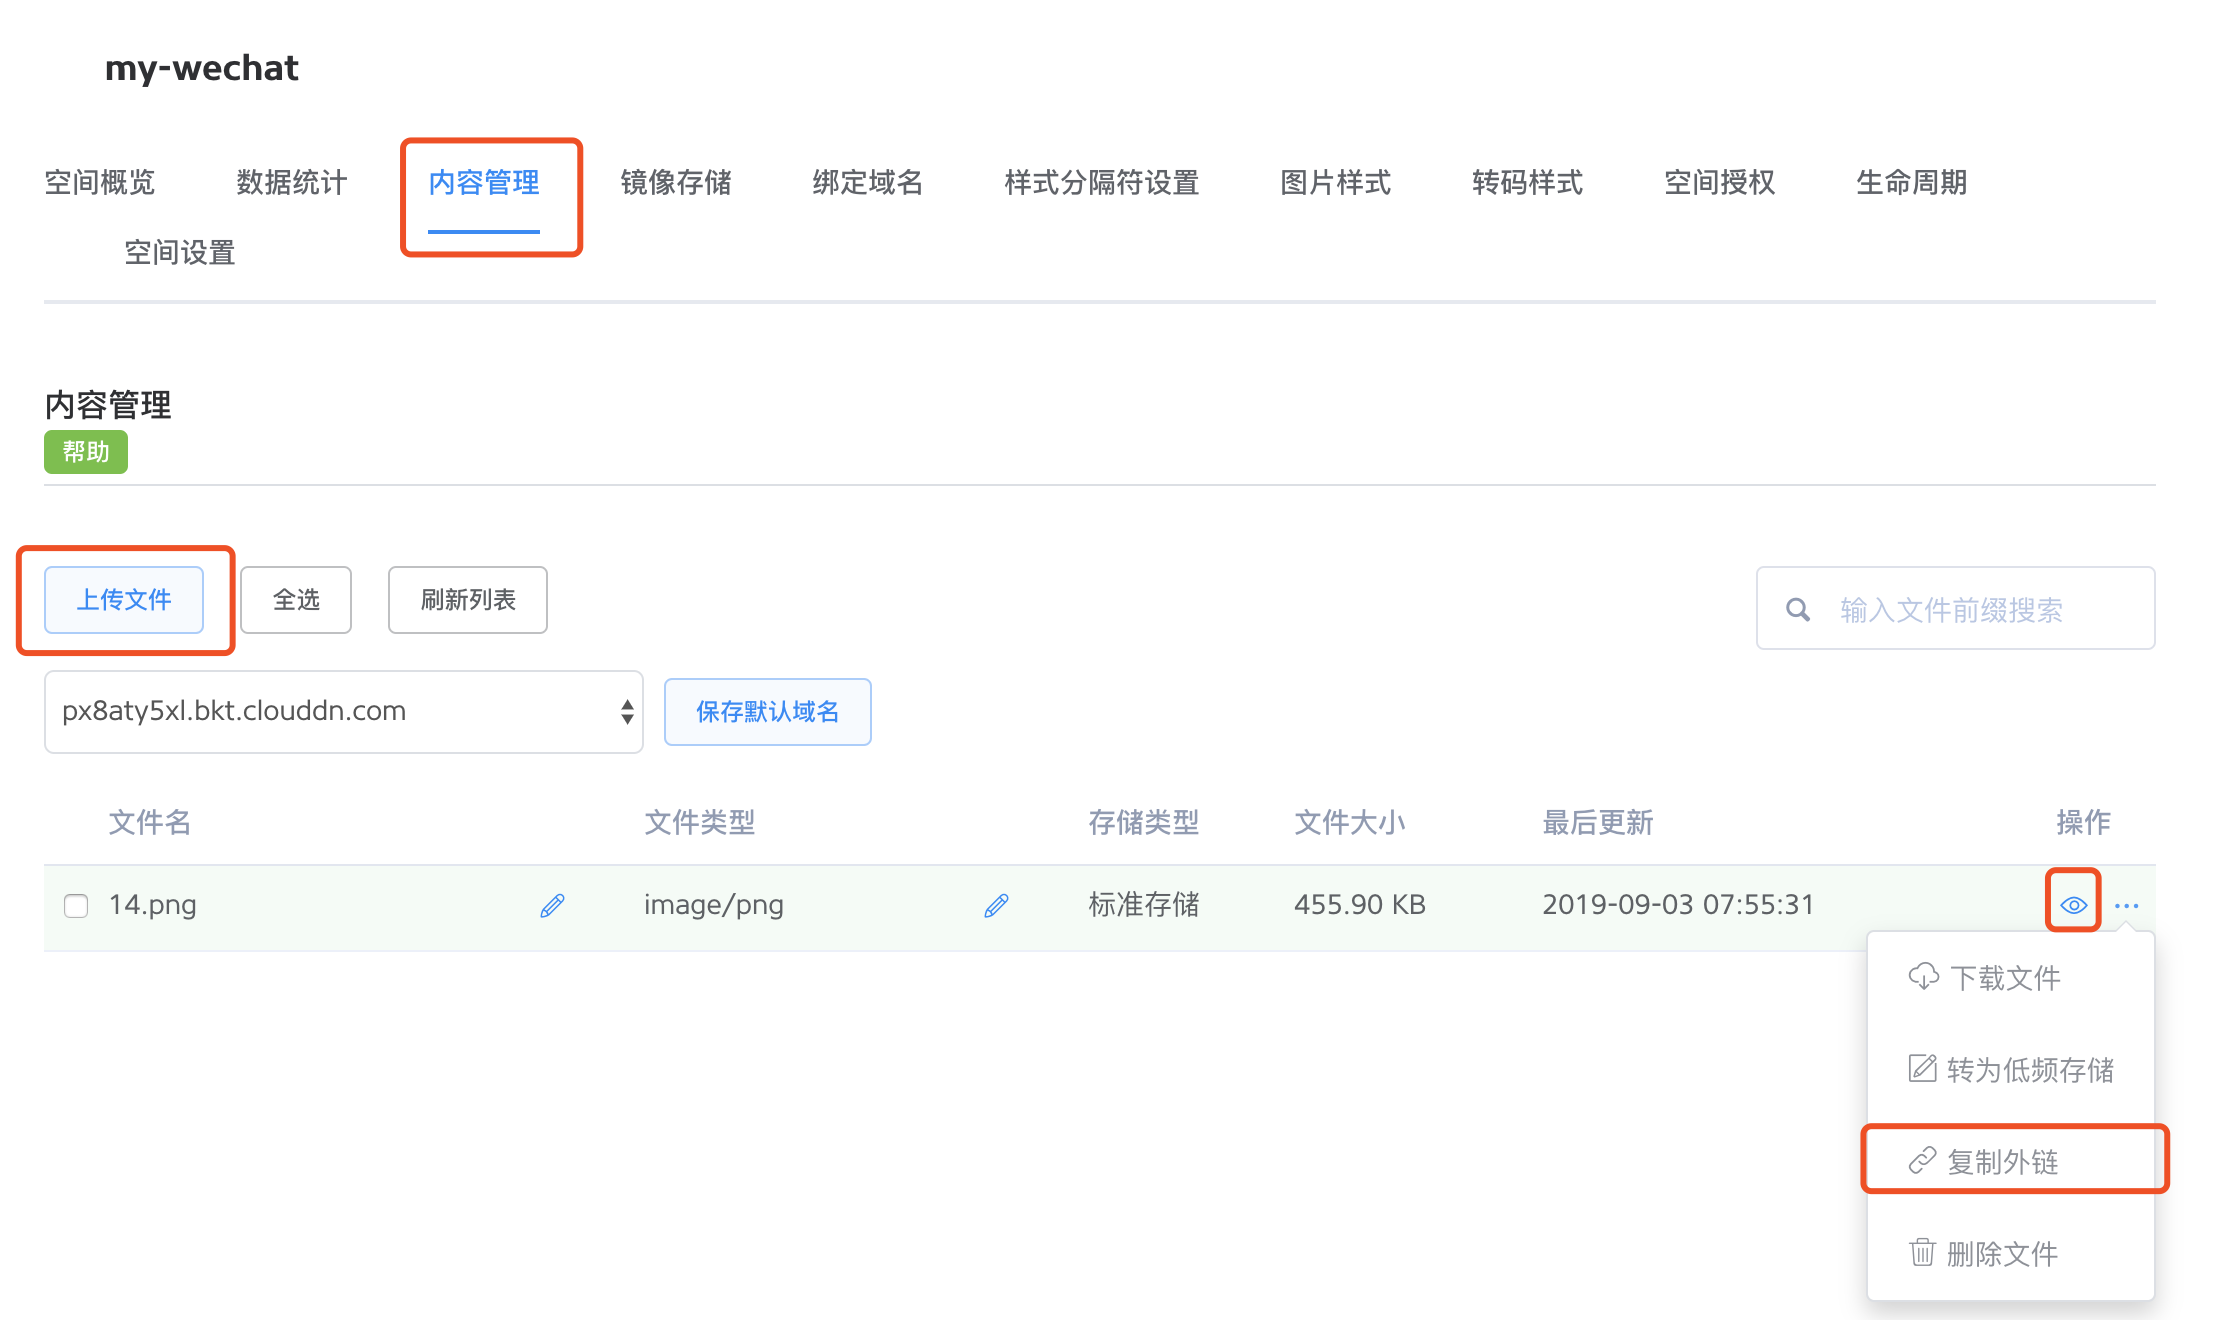 my-wechat
空间概览 数据统计 内容管理 镜像存储 绑定域名 样式分隔符设置 图片样式 转码样式 空间授权 生命周期
空间设置
内容管理
帮助
上传文件 全选 刷新列表 输入文件前缀搜索
px8aty5xl.bkt.clouddn.com 保存默认域名
文件名 文件类型 存储类型 文件大小 最后更新 操作
14.png image/png 标准存储 455.90 KB 2019-09-03 07:55:31
下载文件
转为低频存储
复制外链
删除文件